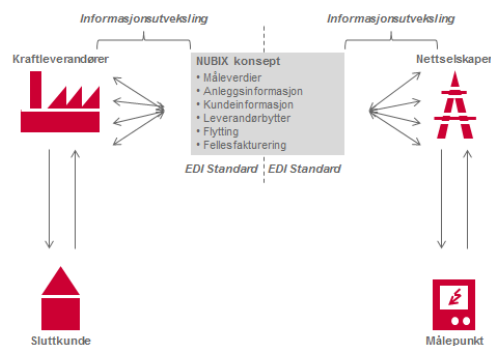 Informasjonsutveksling
Informasjonsutveksling
Kraftleverandører
NUBIX konsept
• Måleverdier
• Anleggsinformasjon
• Kundeinformasjon
• Leverandørbytter
• Flytting
• Fellesfakturering
Nettselskaper
EDI Standard
EDI Standard
Sluttkunde
Målepunkt